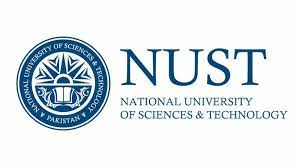 NATIONAL UNIVERSITY OF SCIENCES & TECHNOLOGY
PAKISTAN
NUST
NATIONAL UNIVERSITY
OF SCIENCES & TECHNOLOGY